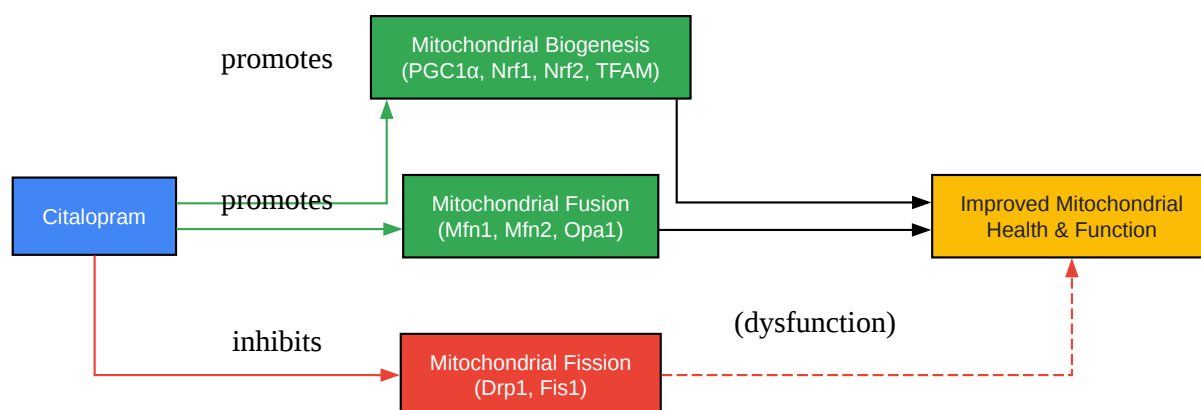 Mitochondrial Biogenesis
(PGC1α, Nrf1, Nrf2, TFAM)
promotes
Citalopram
promotes
Mitochondrial Fusion
(Mfn1, Mfn2, Opa1)
Improved Mitochondrial
Health & Function
inhibits
Mitochondrial Fission
(Drp1, Fis1)
(dysfunction)